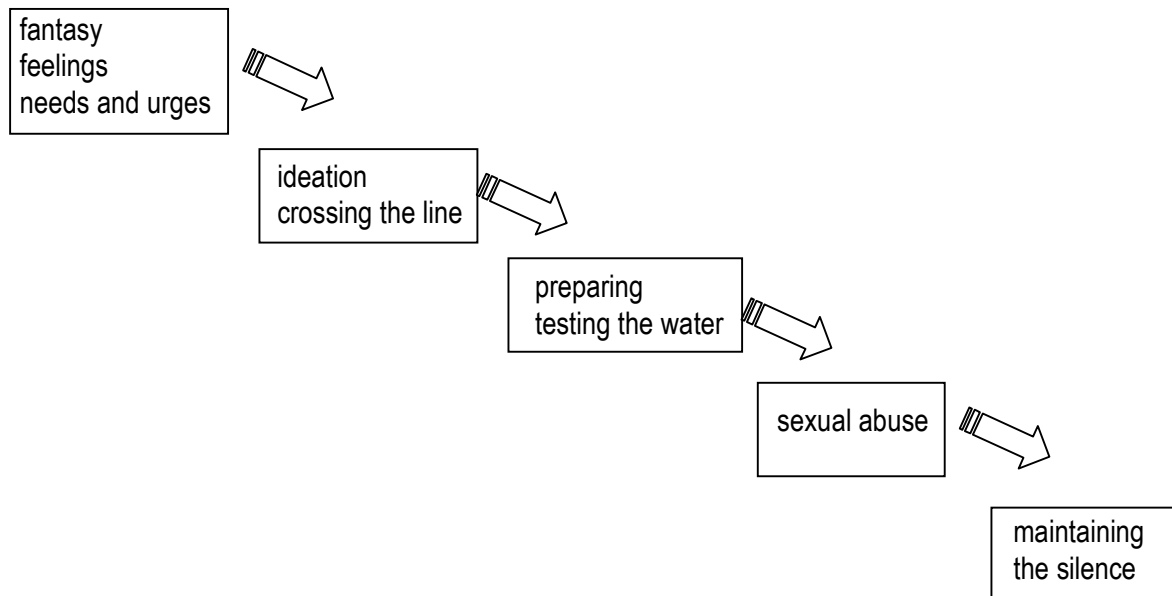 fantasy
feelings
needs and urges
ideation
crossing the line
preparing
testing the water
sexual abuse
maintaining
the silence